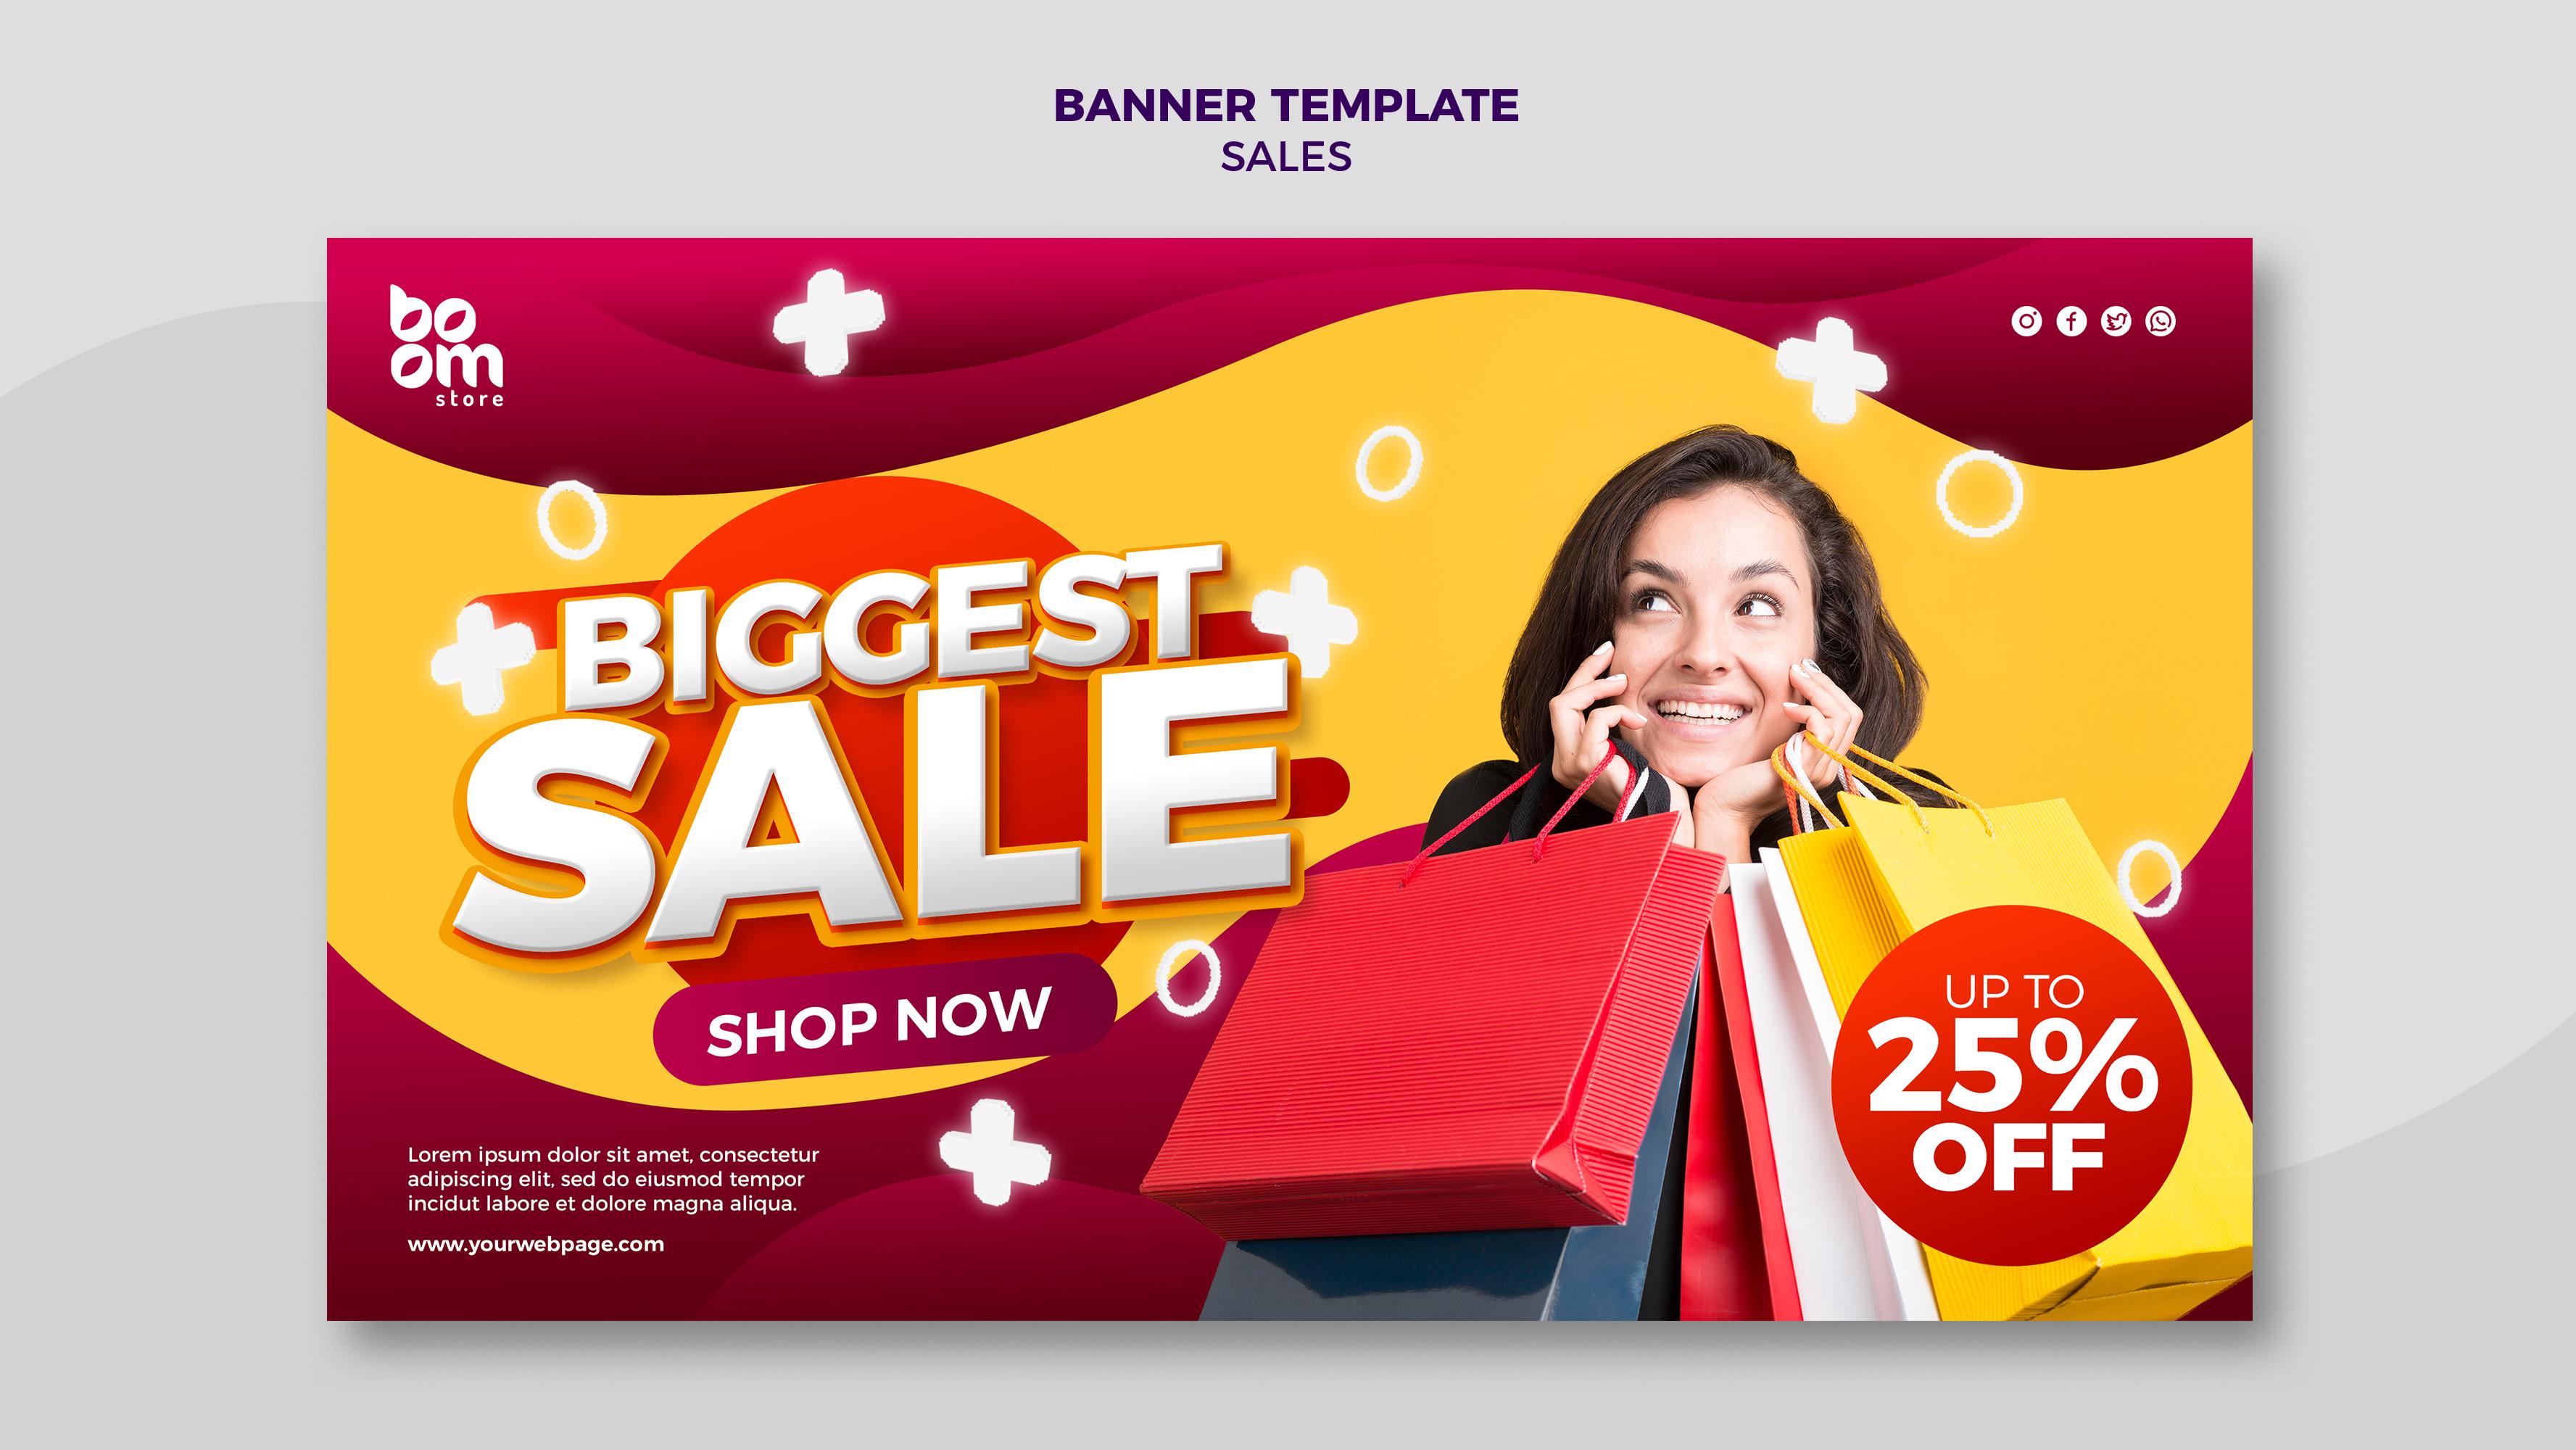 BANNER TEMPLATE
SALES
boom
store
BIGGEST
SALE
SHOP NOW
UP TO
25%
OFF
Lorem ipsum dolor sit amet, consectetur
adipiscing elit, sed do eiusmod tempor
incidut labore et dolore magna aliqua.
www.yourwebpage.com